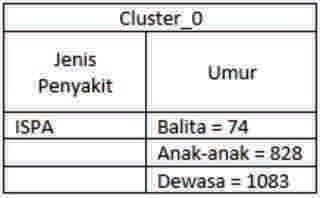 Cluster_0
Jenis
Penyakit
Umur
ISPA
Balita = 74
Anak-anak = 828
Dewasa = 1083